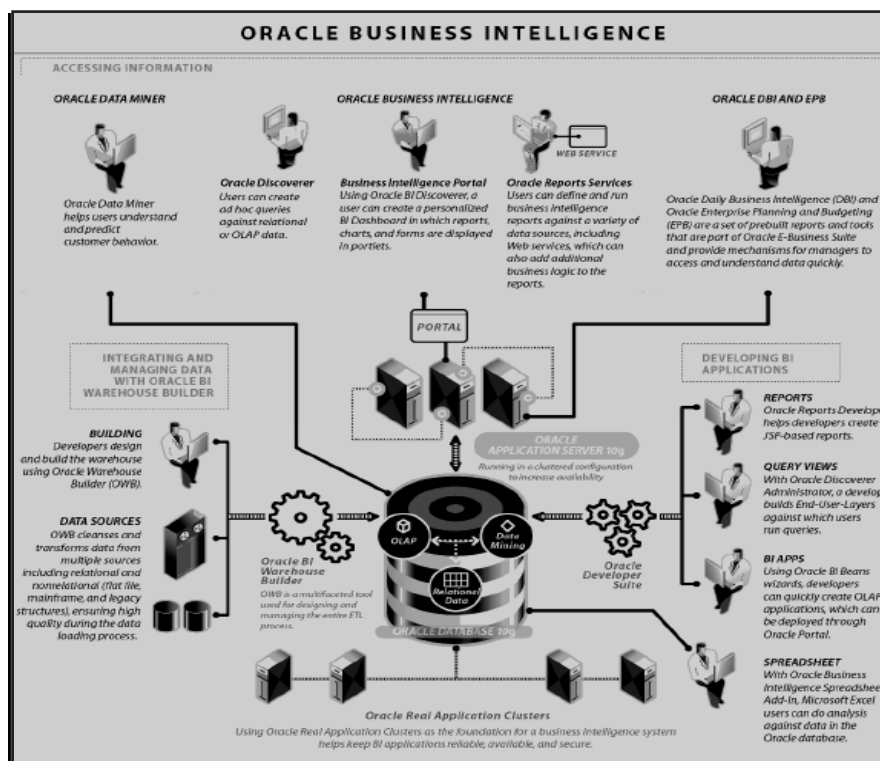 ORACLE BUSINESS INTELLIGENCE
ACCESSING INFORMATION
ORACLE DATA MINER
Oracle Data Miner
helps users understand
and predict
customer behavior.
Oracle Discoverer
Users can create
ad hoc queries
against relational
or OLAP data.
ORACLE BUSINESS INTELLIGENCE
Business Intelligence Portal
Using Oracle BI Discoverer, a
user can create a personalized
BI Dashboard in which reports,
charts, and forms are displayed
in portlets.
WEB SERVICE
Oracle Reports Services
Users can define and run
business intelligence
reports against a variety of
data sources, including
Web services, which can
also add additional
business logic to the
reports.
ORACLE DBI AND EPB
Oracle Daily Business Intelligence (DBI) and
Oracle Enterprise Planning and Budgeting
(EPB) are a set of prebuilt reports and tools
that are part of Oracle E-Business Suite
and provide mechanisms for managers to
access and understand data quickly.
PORTAL
INTEGRATING AND
MANAGING DATA
WITH ORACLE BI
WAREHOUSE BUILDER
BUILDING
Developers design
and build the warehouse
using Oracle Warehouse
Builder (OWB).
DATA SOURCES
OWB cleanses and
transforms data from
multiple sources
including relational and
nonrelational (flat file,
mainframe, and legacy
structures), ensuring high
quality during the data
loading process.
Oracle BI
Warehouse
Builder
OWB is a multifaceted tool
used for designing and
managing the entire ETL
process.
ORACLE
APPLICATION SERVER 10g
Running in a clustered configuration
to increase availability
OLAP
Data
Mining
Relational
Data
ORACLE DATABASE 10g
Oracle
Developer
Suite
DEVELOPING BI
APPLICATIONS
REPORTS
Oracle Reports Develope
helps developers create
JSP-based reports.
QUERY VIEWS
With Oracle Discoverer
Administrator, a develop
builds End-User-Layers
against which users
run queries.
BI APPS
Using Oracle BI Beans
wizards, developers
can quickly create OLAP
applications, which can
be deployed through
Oracle Portal.
SPREADSHEET
With Oracle Business
Intelligence Spreadshee
Add-In, Microsoft Excel
users can do analysis
against data in the
Oracle database.
Oracle Real Application Clusters
Using Oracle Real Application Clusters as the foundation for a business intelligence system
helps keep BI applications reliable, available, and secure.